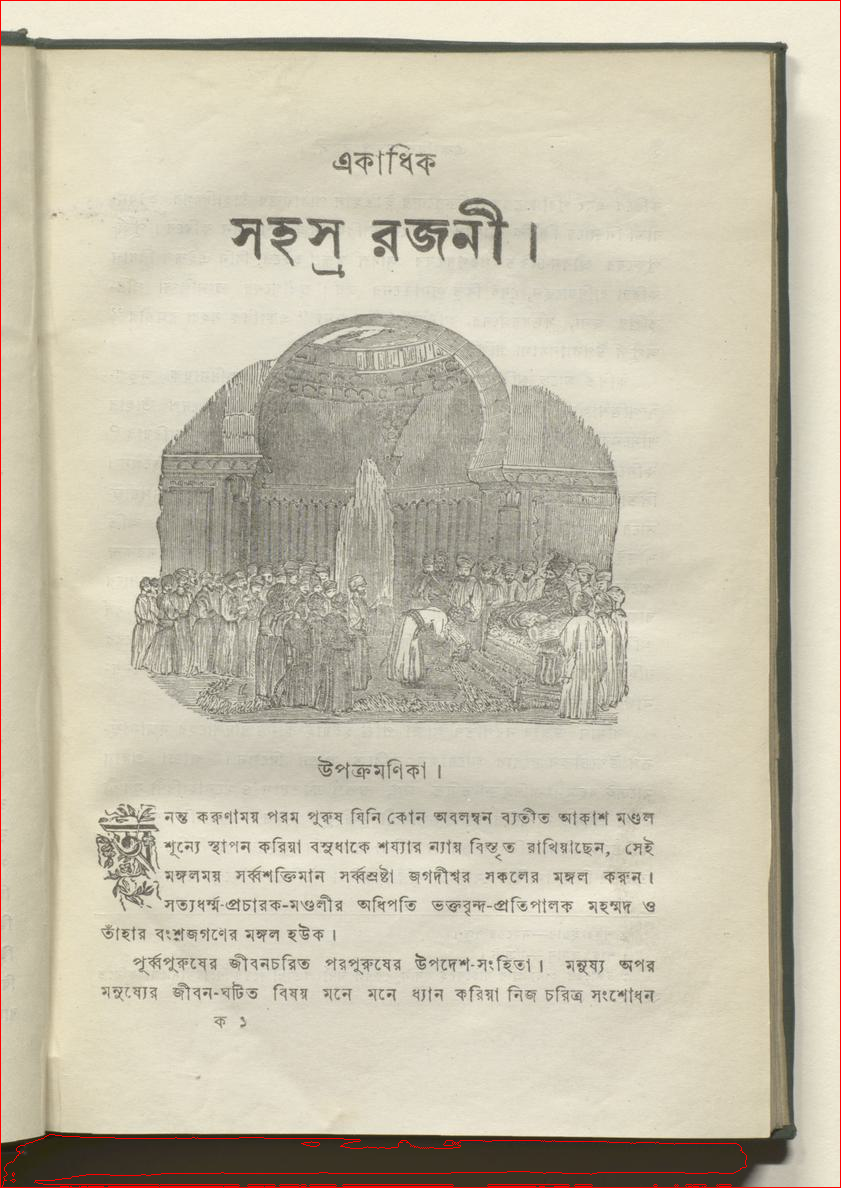 একাধিক
সহস্র রজনী।
উপক্রমণিকা।
অনন্ত করুণাময় পরম পুরুষ যিনি কোন অবলম্বন ব্যতীত আকাশ মণ্ডল
শূন্যে স্থাপন করিয়া বসুধাকে শয্যার ন্যায় বিস্তৃত রাখিয়াছেন, সেই
মঙ্গলময় সর্ব্বশক্তিমান সর্ব্বস্রষ্টা জগদীশ্বর সকলের মঙ্গল করুন।
সত্যধর্ম্ম-প্রচারক-মণ্ডলীর অধিপতি ভক্তবৃন্দ-প্রতিপালক মহম্মদ ও
তাঁহার বংশজগণের মঙ্গল হউক।
পূর্ব্বপুরুষের জীবনচরিত পরপুরুষের উপদেশ-সংহিতা। মনুষ্য অপর
মনুষ্যের জীবন-ঘটিত বিষয় মনে মনে ধ্যান করিয়া নিজ চরিত্র সংশোধন
ক ১